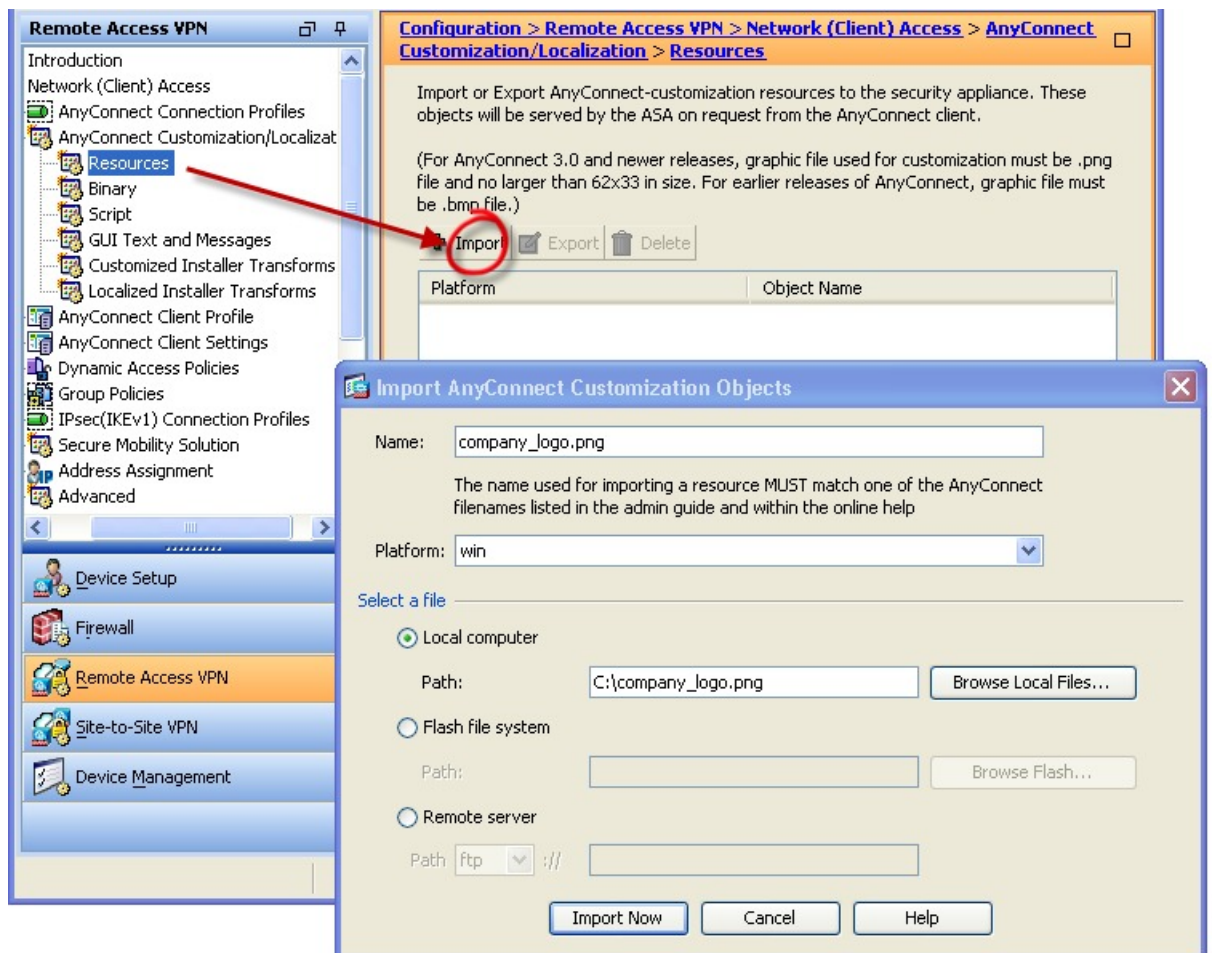 Remote Access VPN
Introduction
Network (Client) Access
AnyConnect Connection Profiles
AnyConnect Customization/Localizat
Resources
Binary
Script
GUI Text and Messages
Customized Installer Transforms
Localized Installer Transforms
AnyConnect Client Profile
AnyConnect Client Settings
Dynamic Access Policies
Group Policies
IPsec(IKEv1) Connection Profiles
Secure Mobility Solution
Address Assignment
Advanced
Device Setup
Firewall
Remote Access VPN
Site-to-Site VPN
Device Management
Configuration > Remote Access VPN > Network (Client) Access > AnyConnect
Customization/Localization > Resources
Import or Export AnyConnect-customization resources to the security appliance. These
objects will be served by the ASA on request from the AnyConnect client.
(For AnyConnect 3.0 and newer releases, graphic file used for customization must be .png
file and no larger than 62x33 in size. For earlier releases of AnyConnect, graphic file must
be .bmp file.)
Import Export Delete
Platform Object Name
Import AnyConnect Customization Objects
Name: company_logo.png
The name used for importing a resource MUST match one of the AnyConnect
filenames listed in the admin guide and within the online help
Platform: win
Select a file
Local computer
Path: C:\company_logo.png Browse Local Files...
Flash file system
Path: Browse Flash...
Remote server
Path ftp ://
Import Now Cancel Help